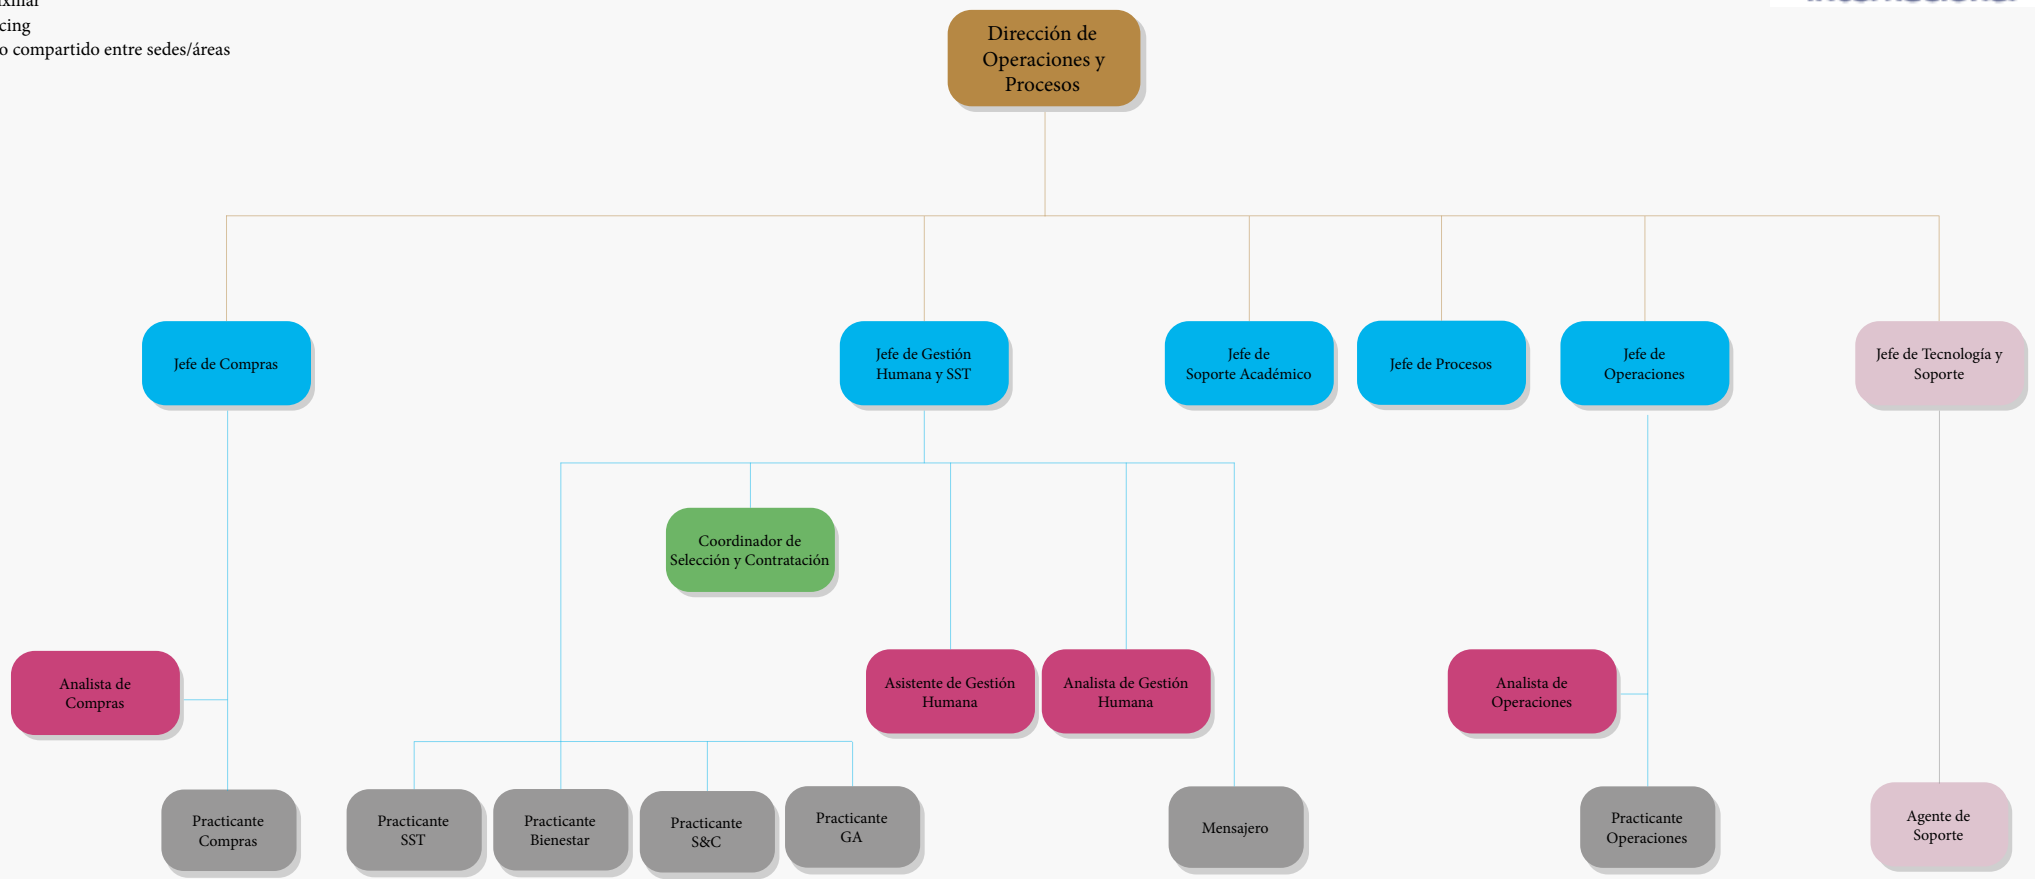 cing
o compartido entre sedes/áreas
Dirección de
Operaciones y
Procesos
Jefe de Compras
Jefe de Gestión
Humana y SST
Jefe de
Soporte Académico
Jefe de Procesos
Jefe de
Operaciones
Jefe de Tecnología y
Soporte
Coordinador de
Selección y Contratación
Analista de
Compras
Asistente de Gestión
Humana
Analista de Gestión
Humana
Analista de
Operaciones
Practicante
Compras
Practicante
SST
Practicante
Bienestar
Practicante
S&C
Practicante
GA
Mensajero
Practicante
Operaciones
Agente de
Soporte